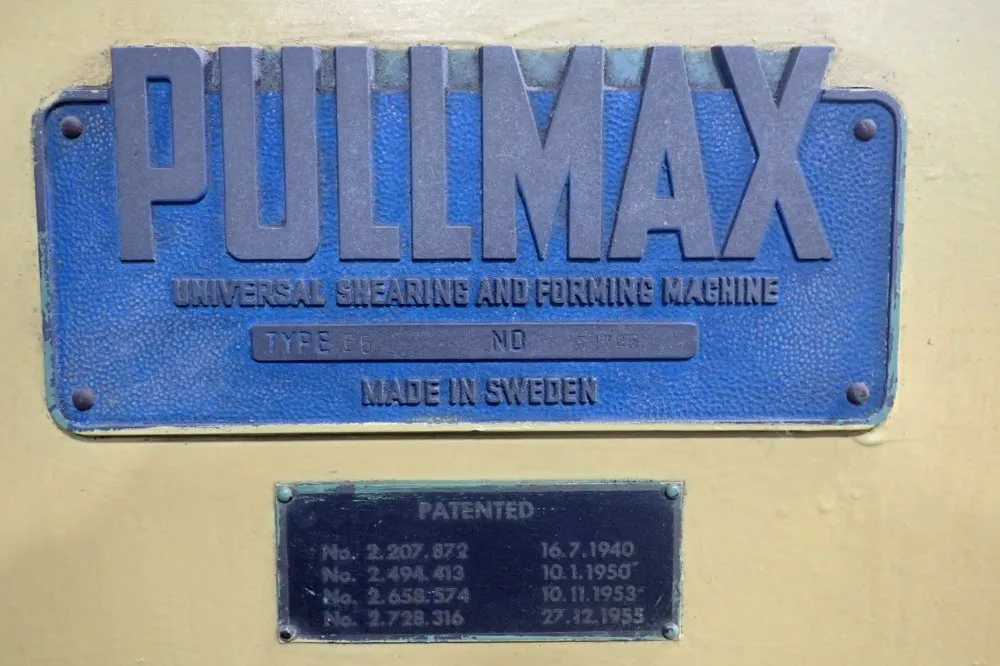 PULLMAX
UNIVERSAL SHEARING AND FORMING MACHINE
TYPE NO
MADE IN SWEDEN
PATENTED
No. 2.207.872 16.7.1940
No. 2.494.413 10.1.1950
No. 2.658.574 10.11.1953
No. 2.728.316 27.12.1955